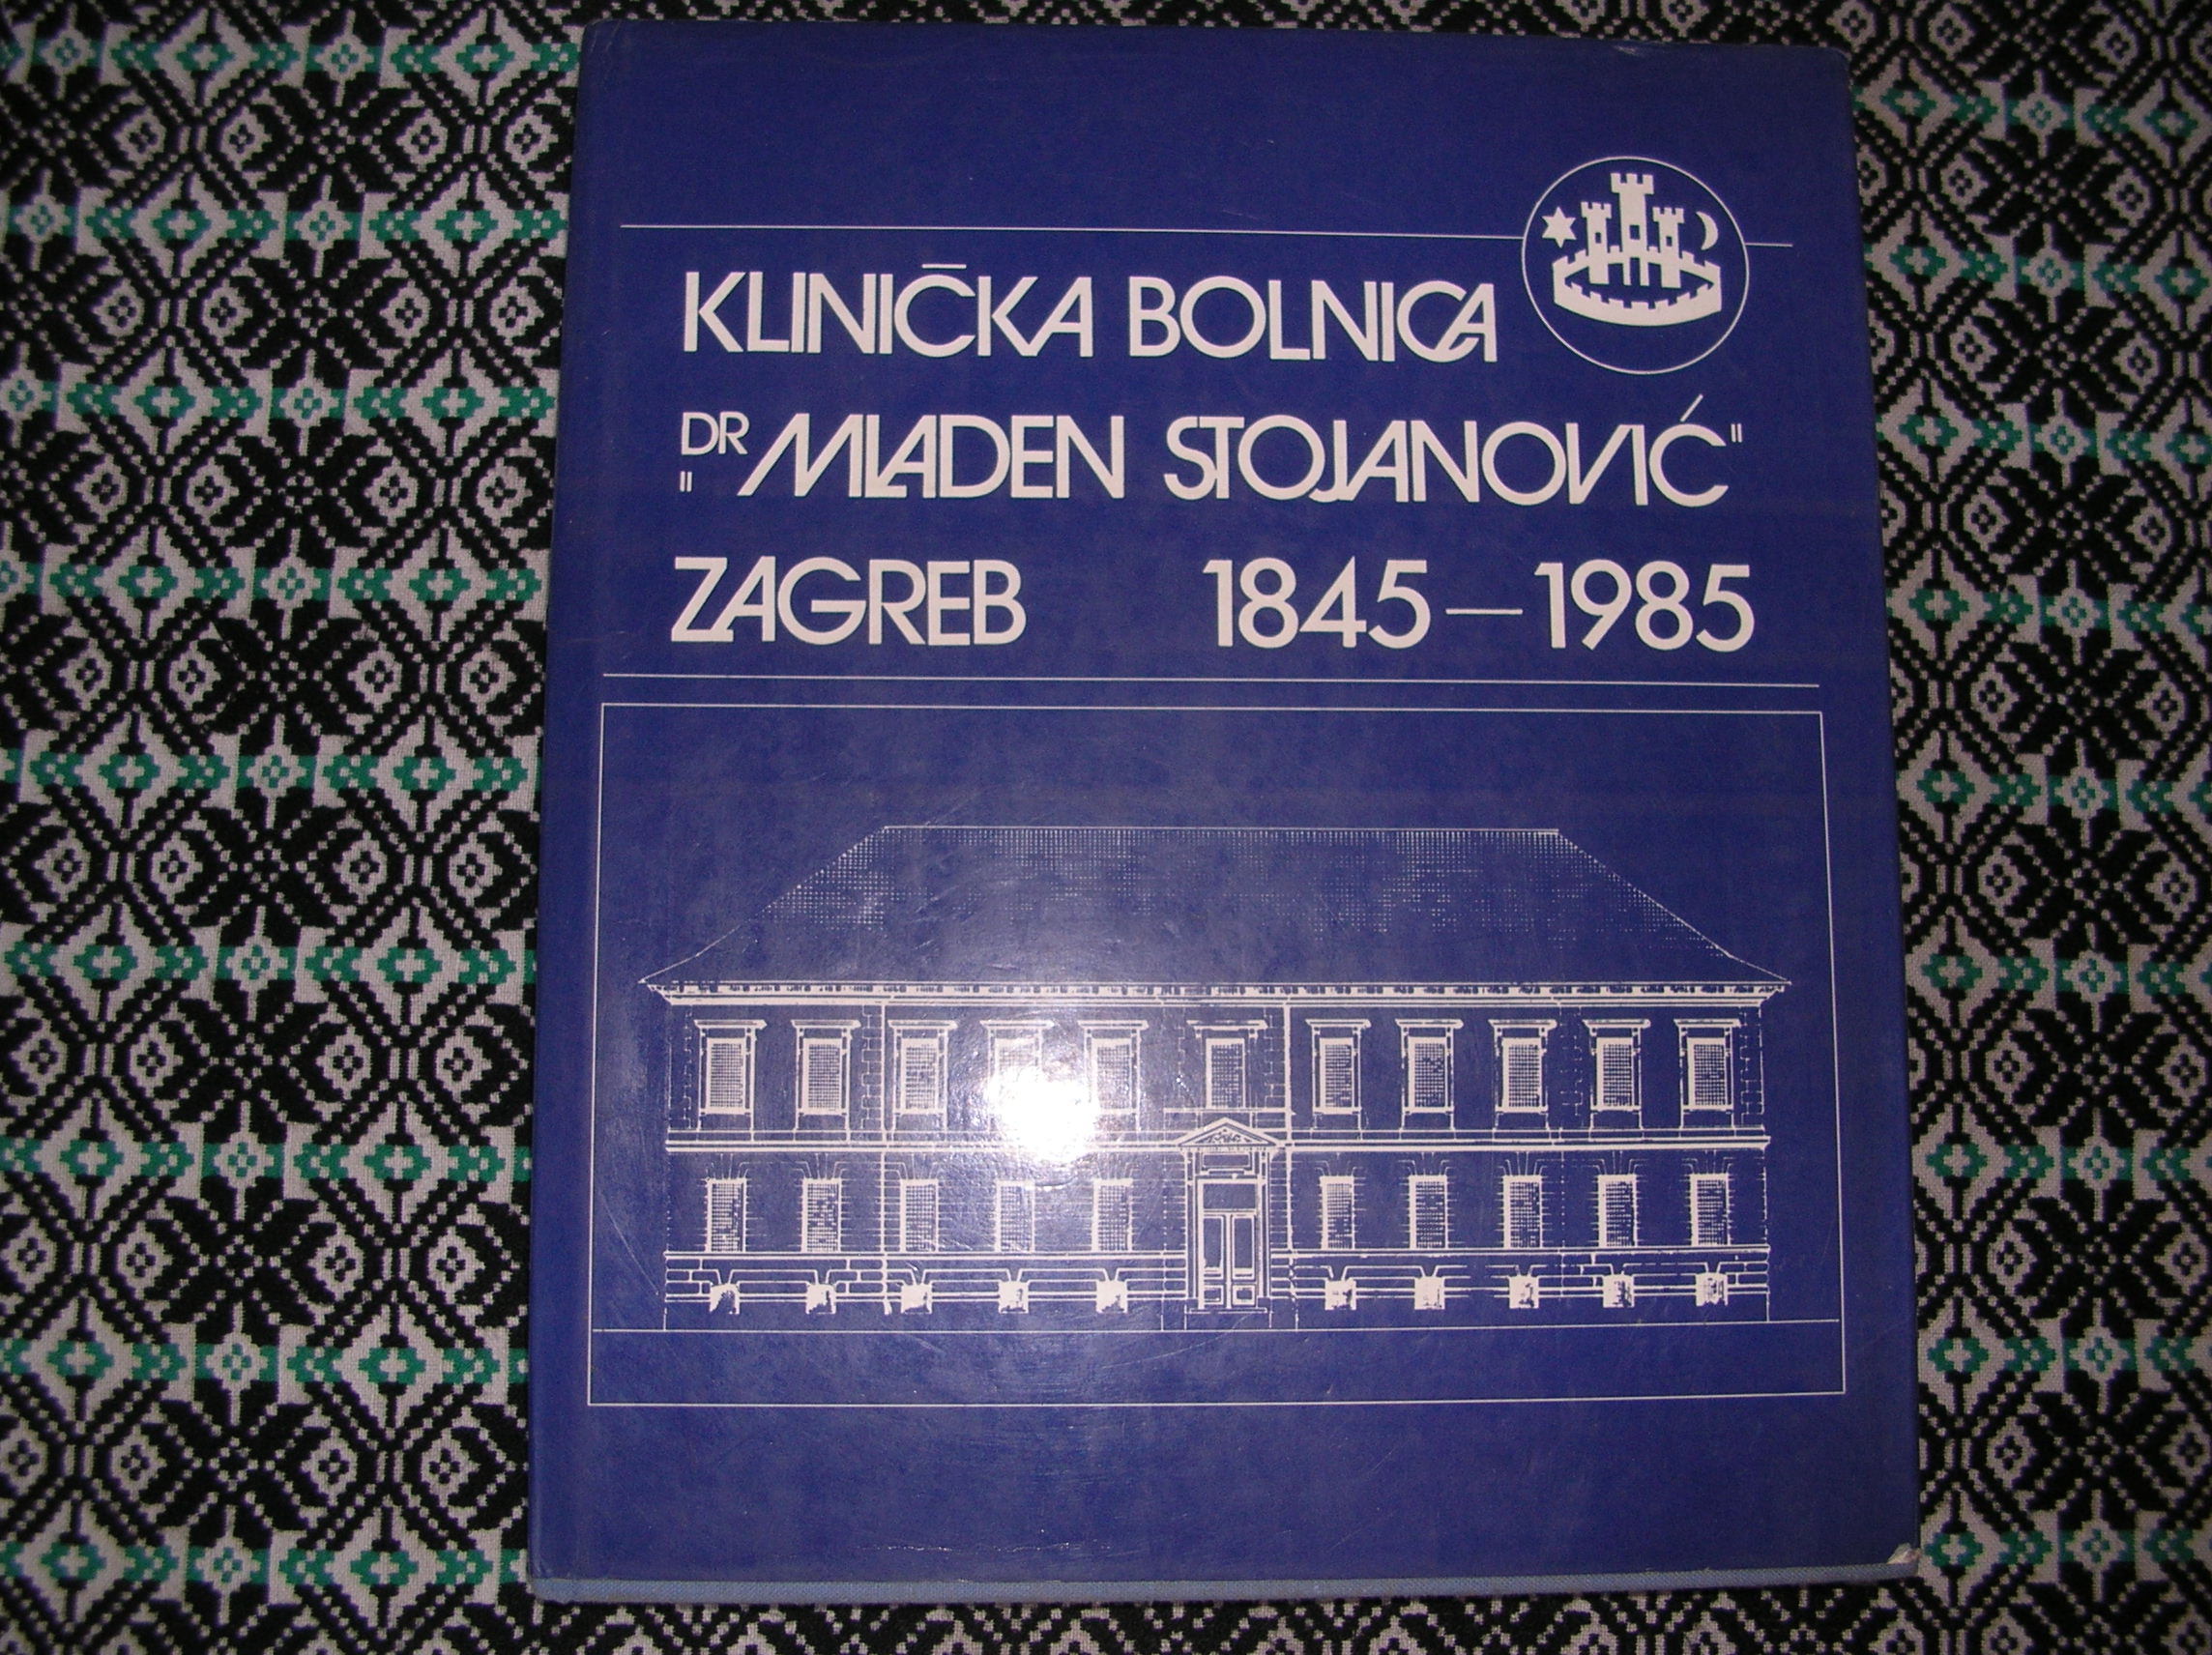 KLINIČKA BOLNICA
„DR MLADEN STOJANOVIĆ"
ZAGREB 1845—1985